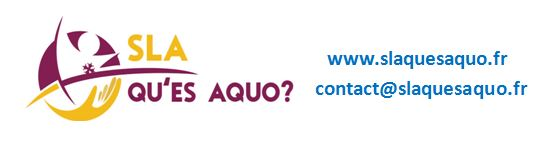 SLA
QU'ES AQUO?
www.slaquesaquo.fr
contact@slaquesaquo.fr